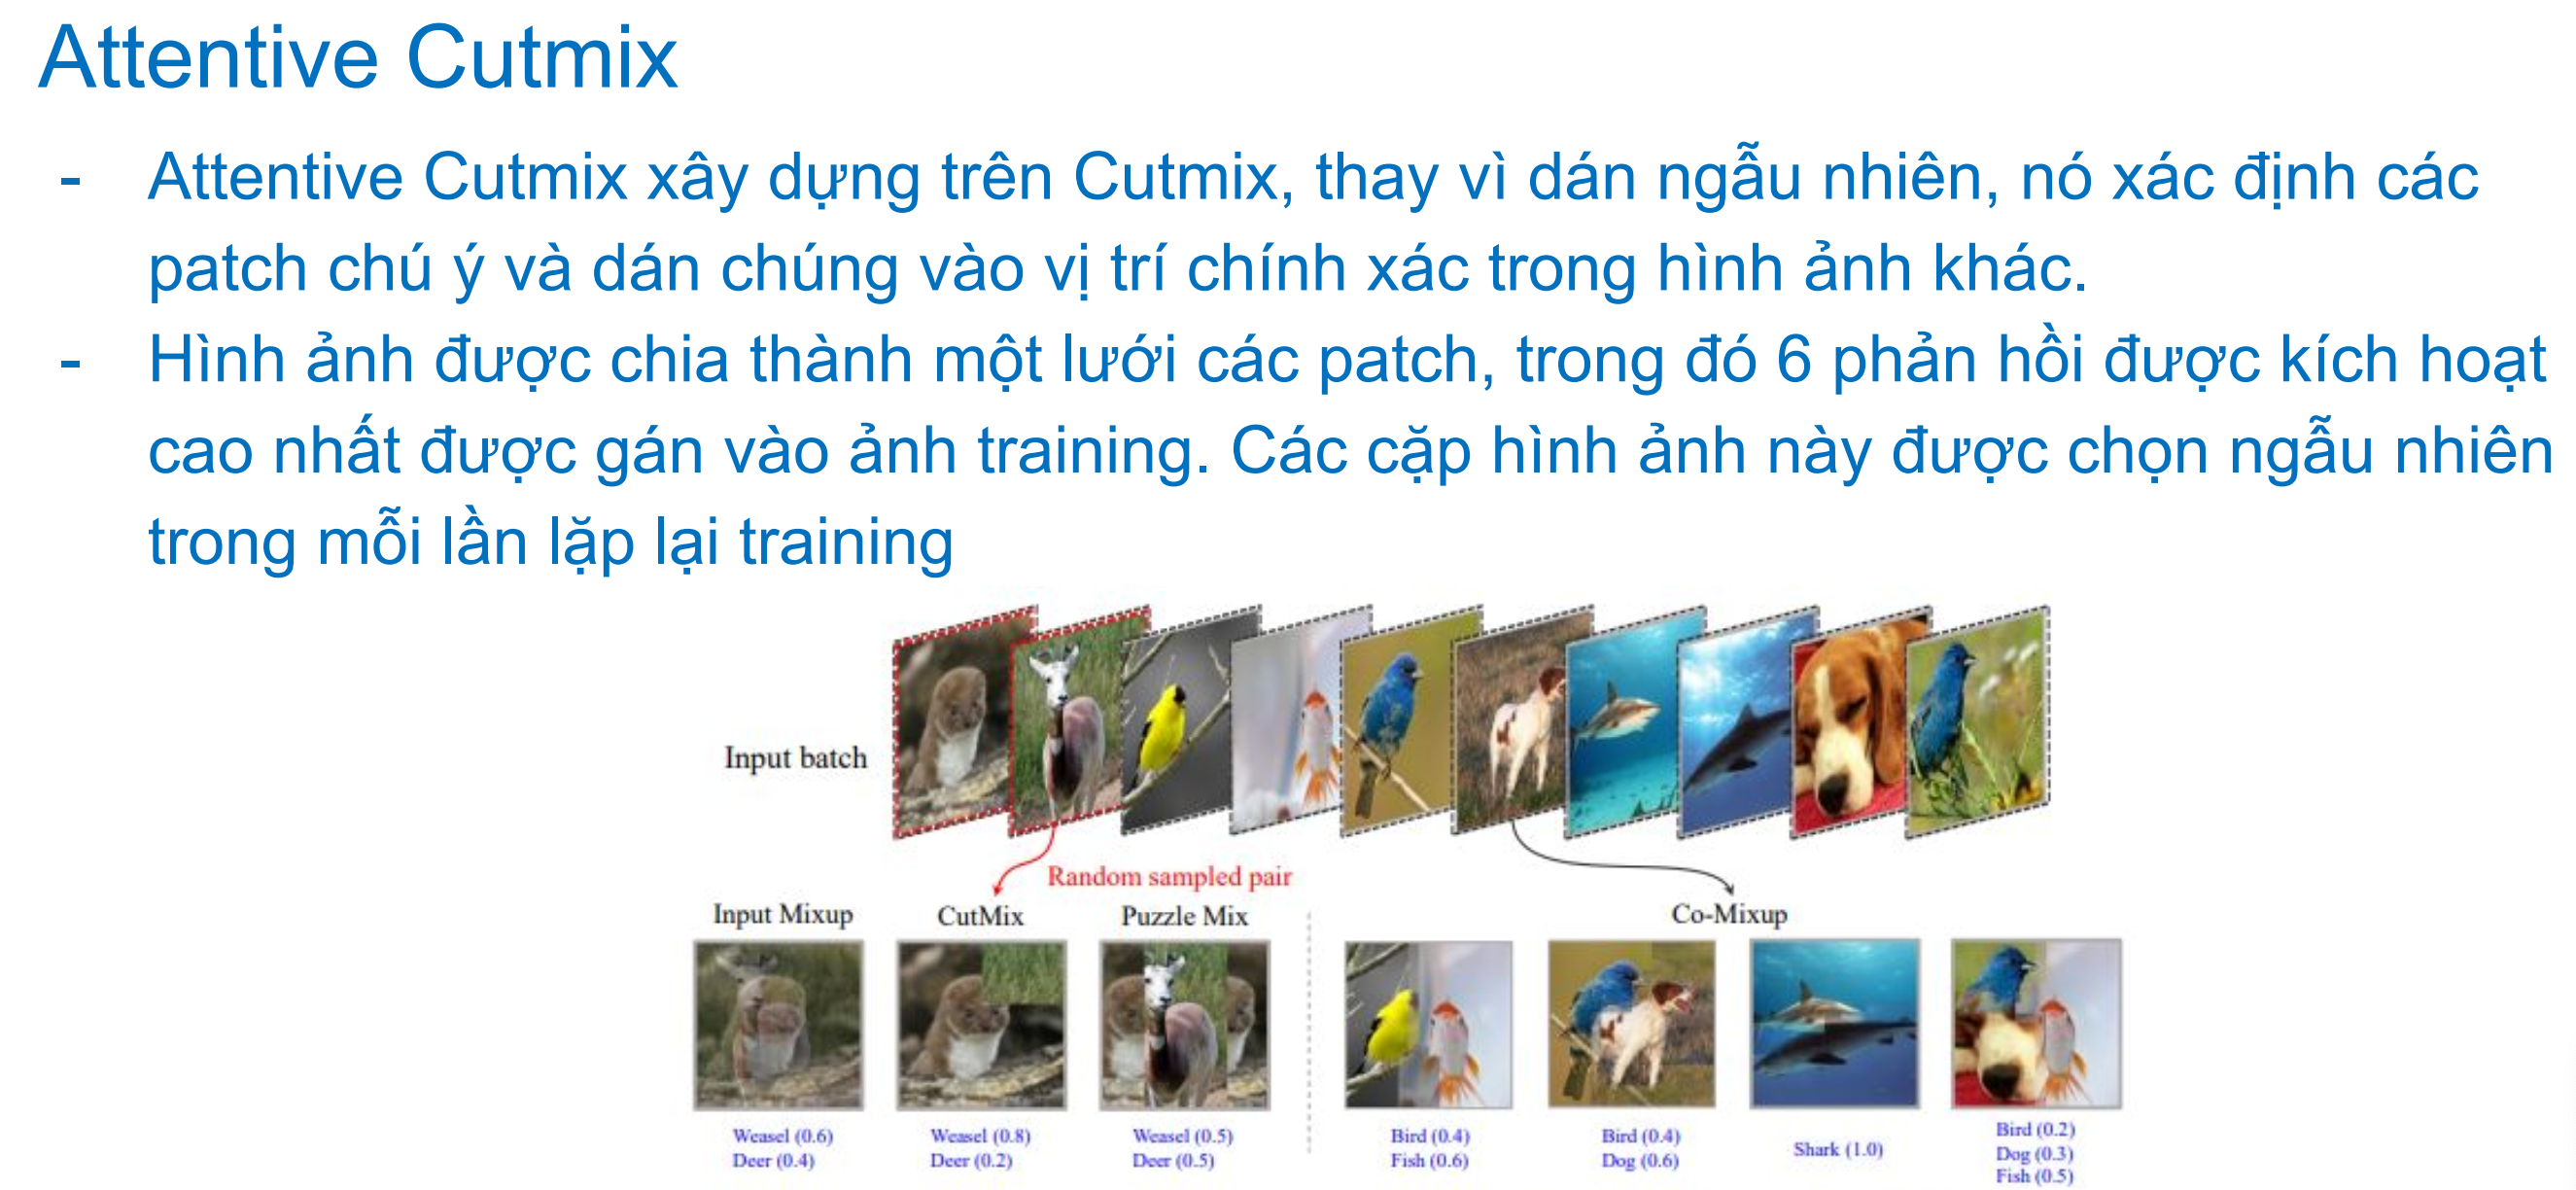 Attentive Cutmix
- Attentive Cutmix xây dựng trên Cutmix, thay vì dán ngẫu nhiên, nó xác định các
patch chú ý và dán chúng vào vị trí chính xác trong hình ảnh khác.
- Hình ảnh được chia thành một lưới các patch, trong đó 6 phản hồi được kích hoạt
cao nhất được gán vào ảnh training. Các cặp hình ảnh này được chọn ngẫu nhiên
trong mỗi lần lặp lại training
Input batch
Random sampled pair
Input Mixup CutMix Puzzle Mix Co-Mixup
Weasel (0.6) Weasel (0.8) Weasel (0.5) Bird (0.4) Bird (0.4) Shark (1.0) Bird (0.2)
Deer (0.4) Deer (0.2) Deer (0.5) Fish (0.6) Dog (0.6) Dog (0.3)
Fish (0.5)